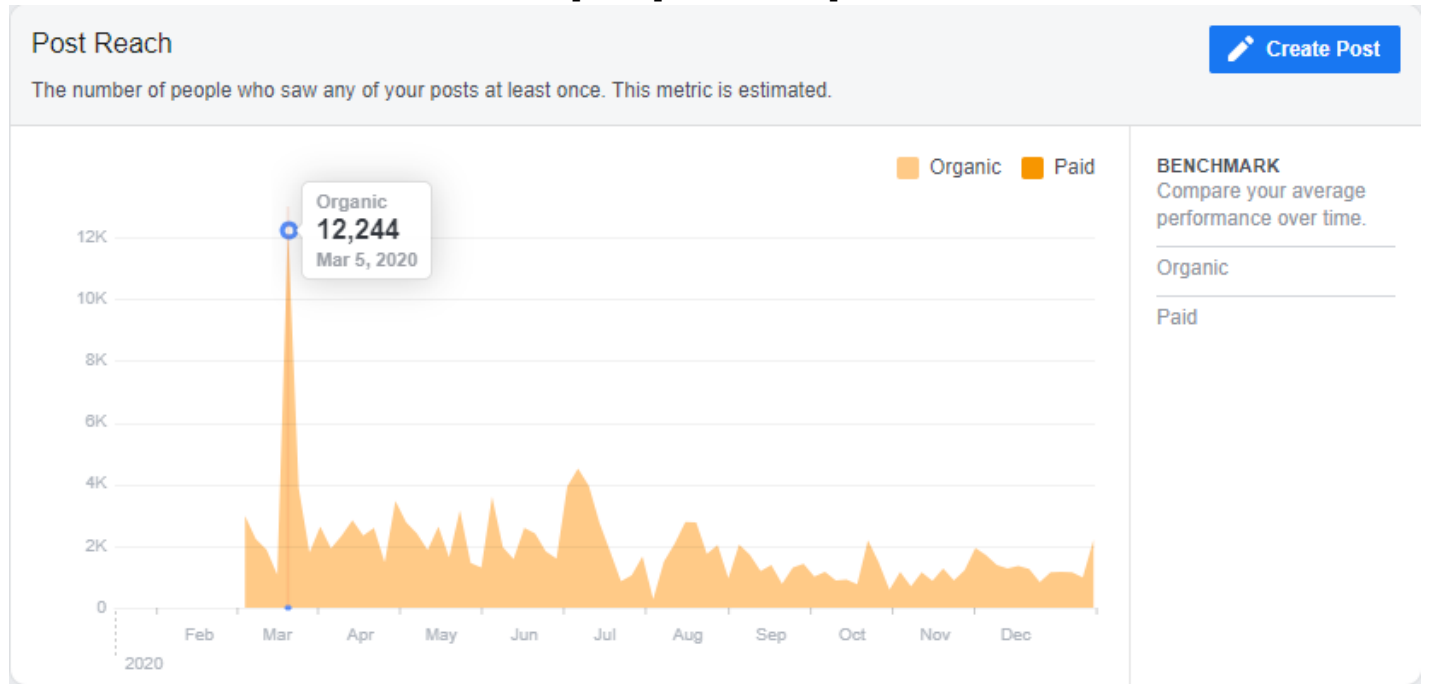 Post Reach
Create Post
The number of people who saw any of your posts at least once. This metric is estimated.
Organic
Paid
BENCHMARK
Compare your average
performance over time.
Organic
Paid
Organic
12,244
Mar 5, 2020
12K
10K
8K
6K
4K
2K
0
Feb Mar Apr May Jun Jul Aug Sep Oct Nov Dec
2020